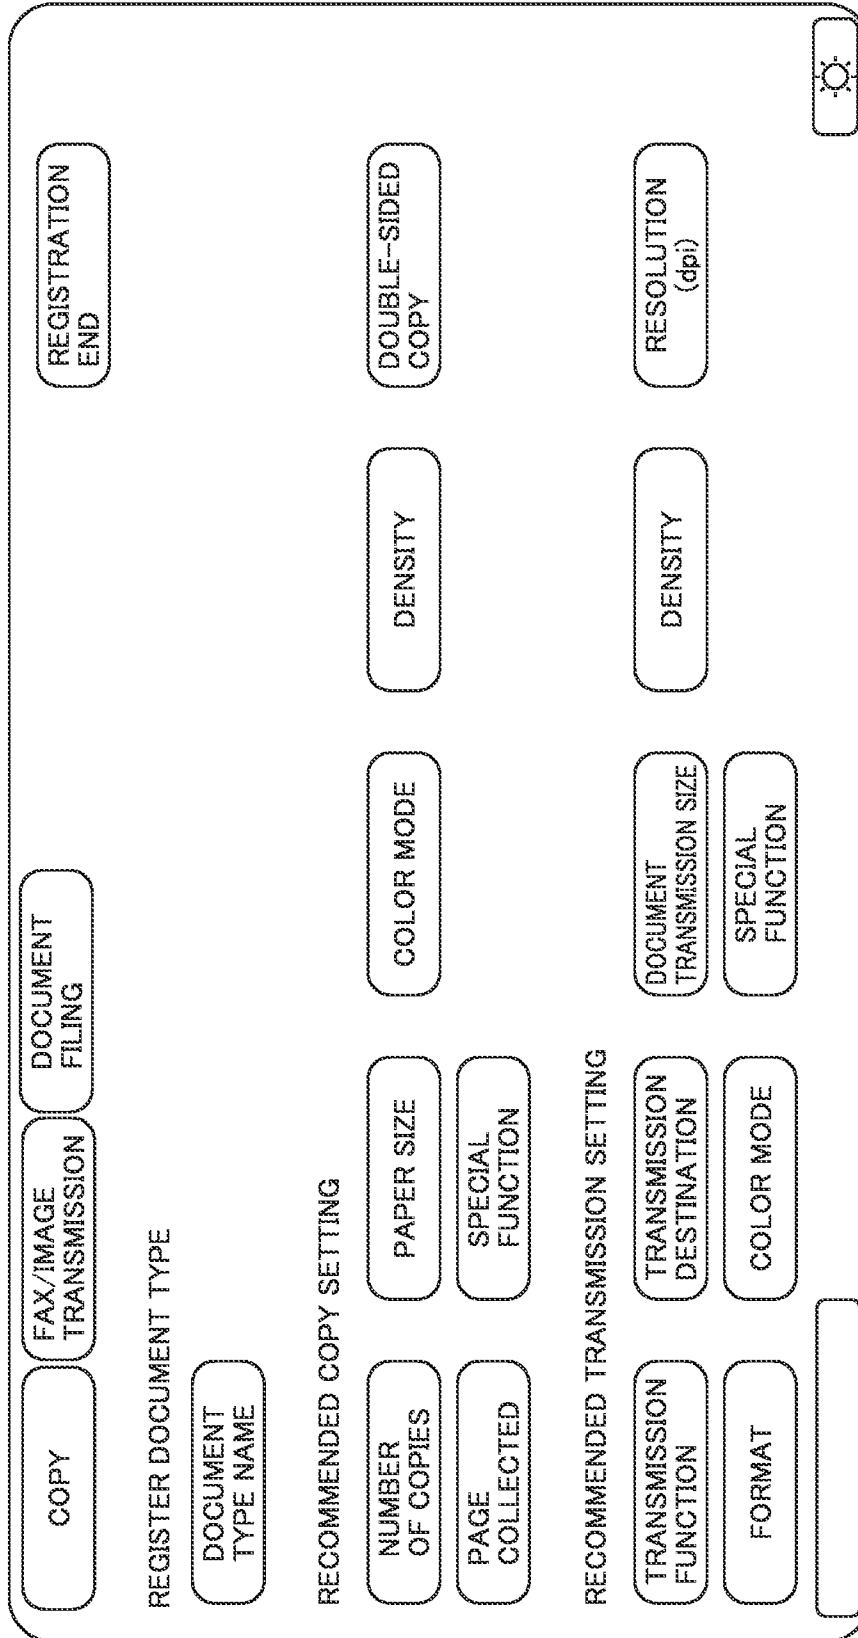 COPY
FAX/IMAGE
TRANSMISSION
DOCUMENT
FILING
REGISTRATION
END
REGISTER DOCUMENT TYPE
DOCUMENT
TYPE NAME
RECOMMENDED COPY SETTING
NUMBER
OF COPIES
PAPER SIZE
COLOR MODE
DENSITY
DOUBLE-SIDED
COPY
PAGE
COLLECTED
SPECIAL
FUNCTION
RECOMMENDED TRANSMISSION SETTING
TRANSMISSION
FUNCTION
TRANSMISSION
DESTINATION
DOCUMENT
TRANSMISSION SIZE
DENSITY
RESOLUTION
(dpi)
FORMAT
COLOR MODE
SPECIAL
FUNCTION